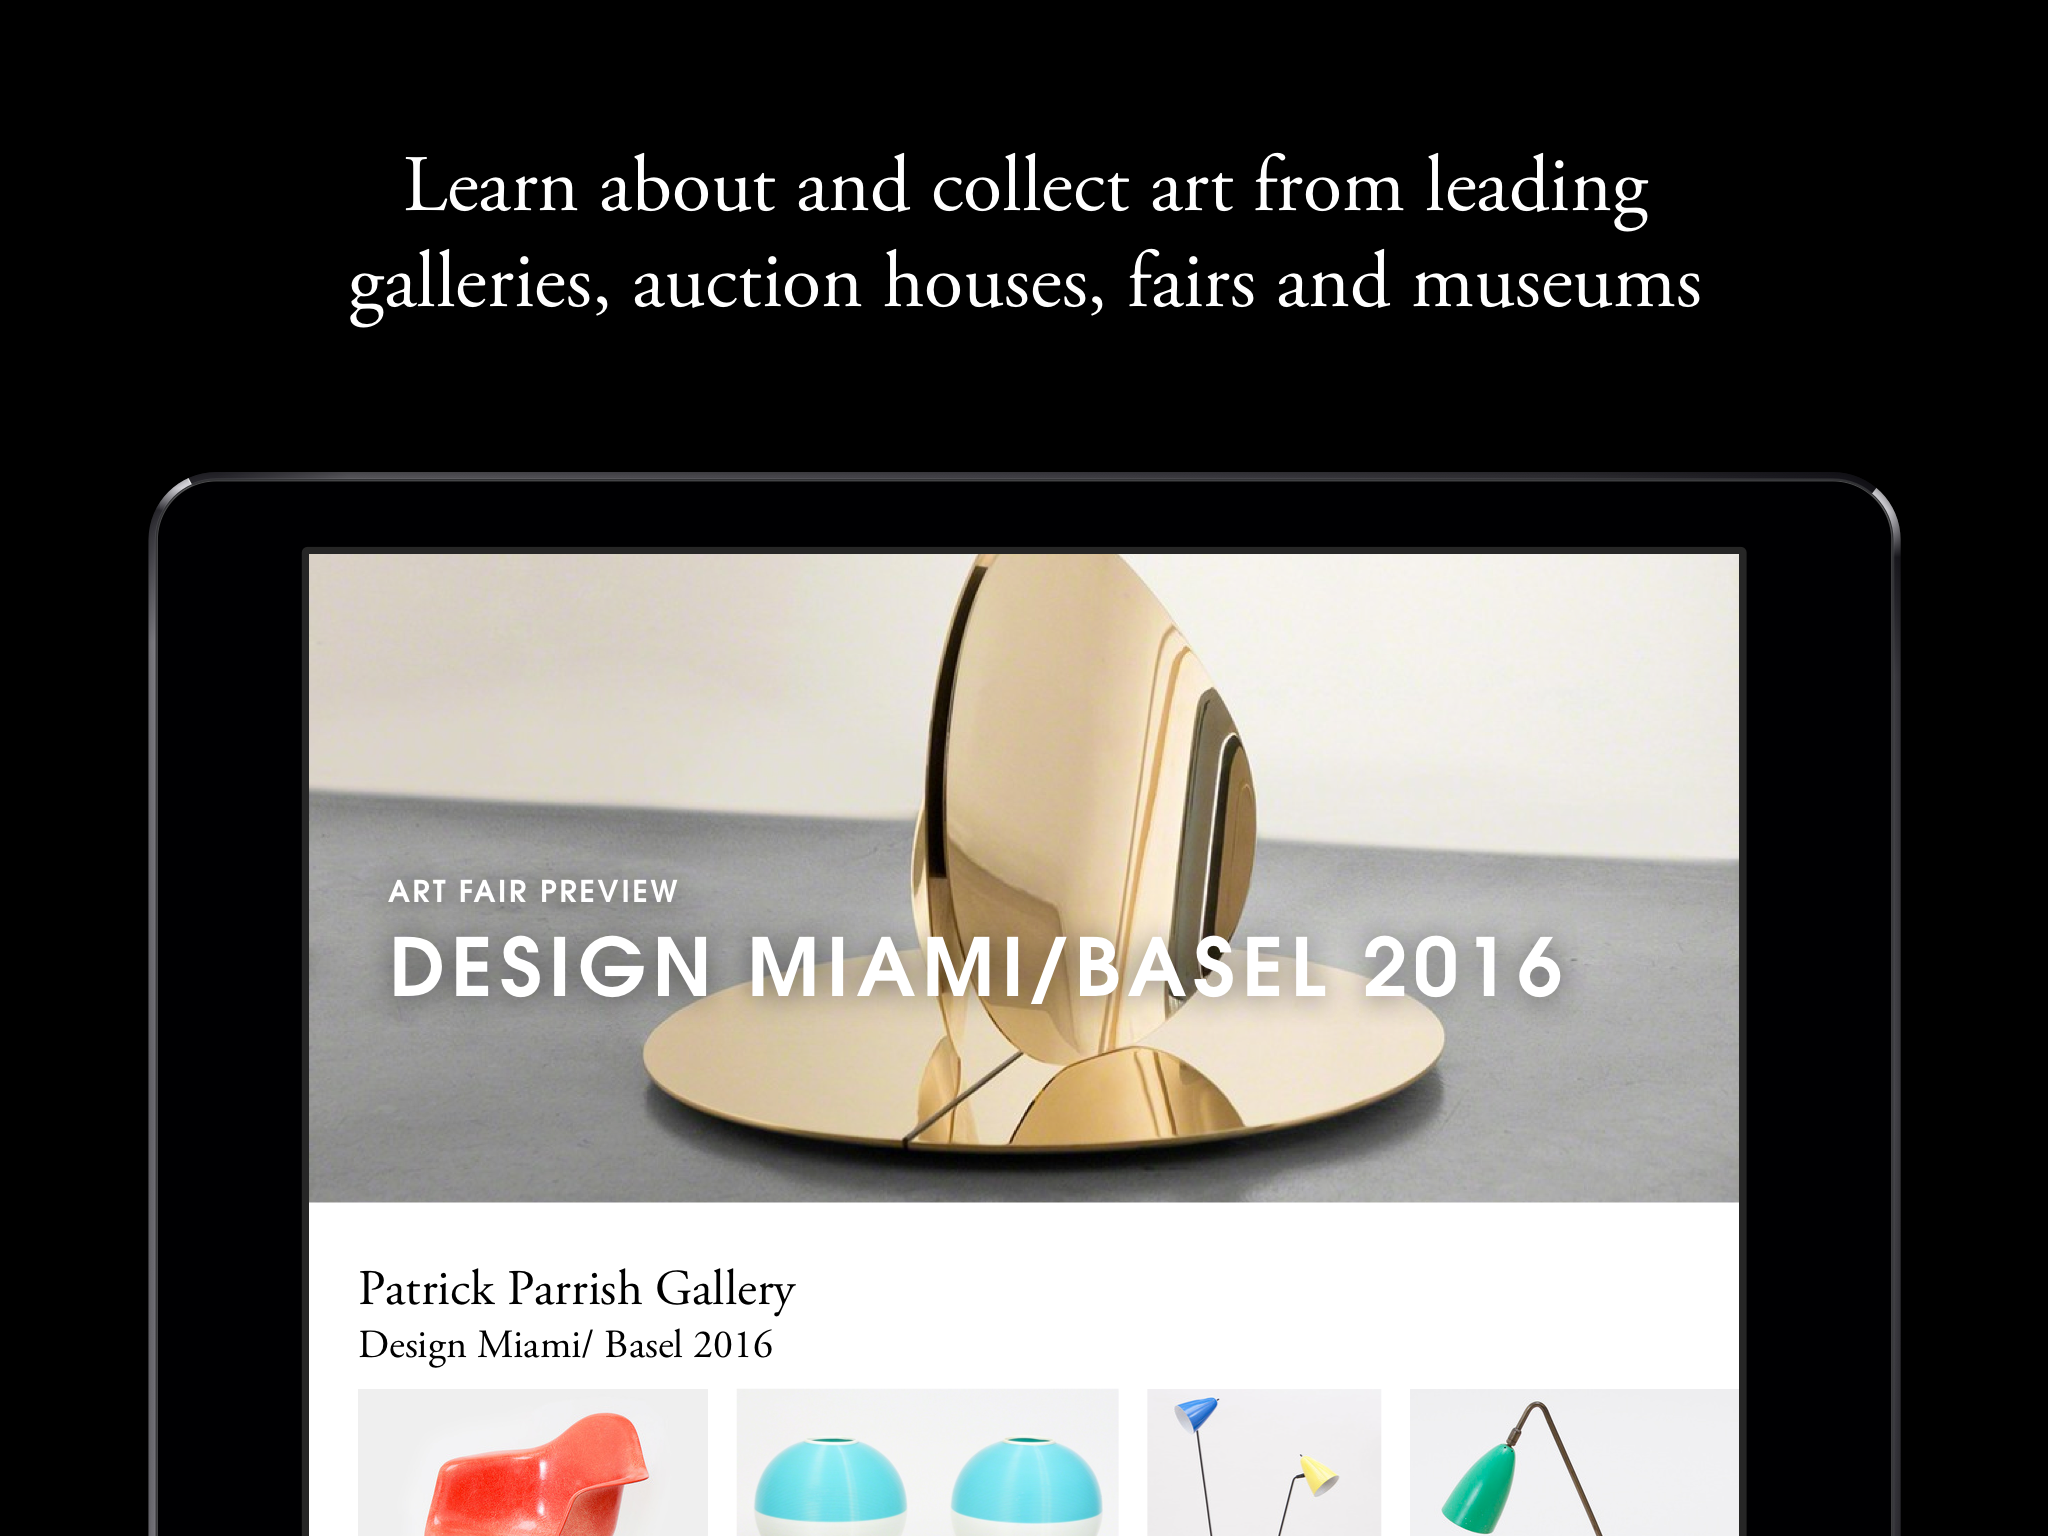 Learn about and collect art from leading
galleries, auction houses, fairs and museums
ART FAIR PREVIEW
DESIGN MIAMI/BASEL 2016
Patrick Parrish Gallery
Design Miami/ Basel 2016